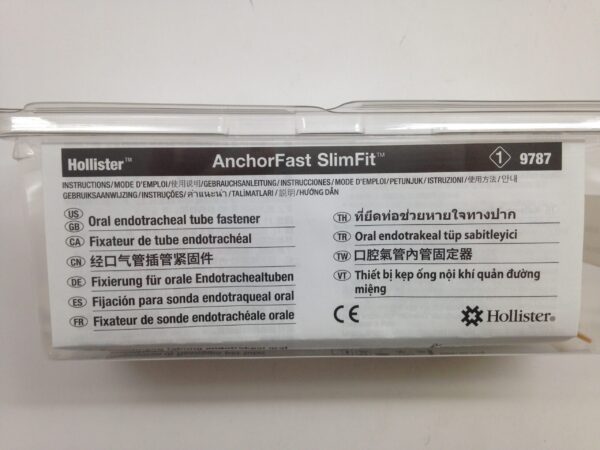 Hollister™ AnchorFast SlimFit™ 1 9787
INSTRUCTIONS/MODE D'EMPLOI/使用说明/GEBRAUCHSANLEITUNG/INSTRUCCIONES/MODE D'EMPLOI/PETUNJUK/ISTRUZIONI/使用方法/안내
GEBRUIKSAANWIJZING/INSTRUÇÕES/คำแนะนำ/TALIMATLARI/說明/HƯỚNG DẪN
US GB Oral endotracheal tube fastener
CA Fixateur de tube endotrachéal
CN 经口气管插管紧固件
DE Fixierung für orale Endotrachealtuben
ES Fijación para sonda endotraqueal oral
FR Fixateur de sonde endotrachéale orale
TH ที่ยึดท่อช่วยหายใจทางปาก
TR Oral endotrakeal tüp sabitleyici
TW 口腔氣管內管固定器
VT Thiết bị kẹp ống nội khí quản đường
miệng
CE
Hollister®